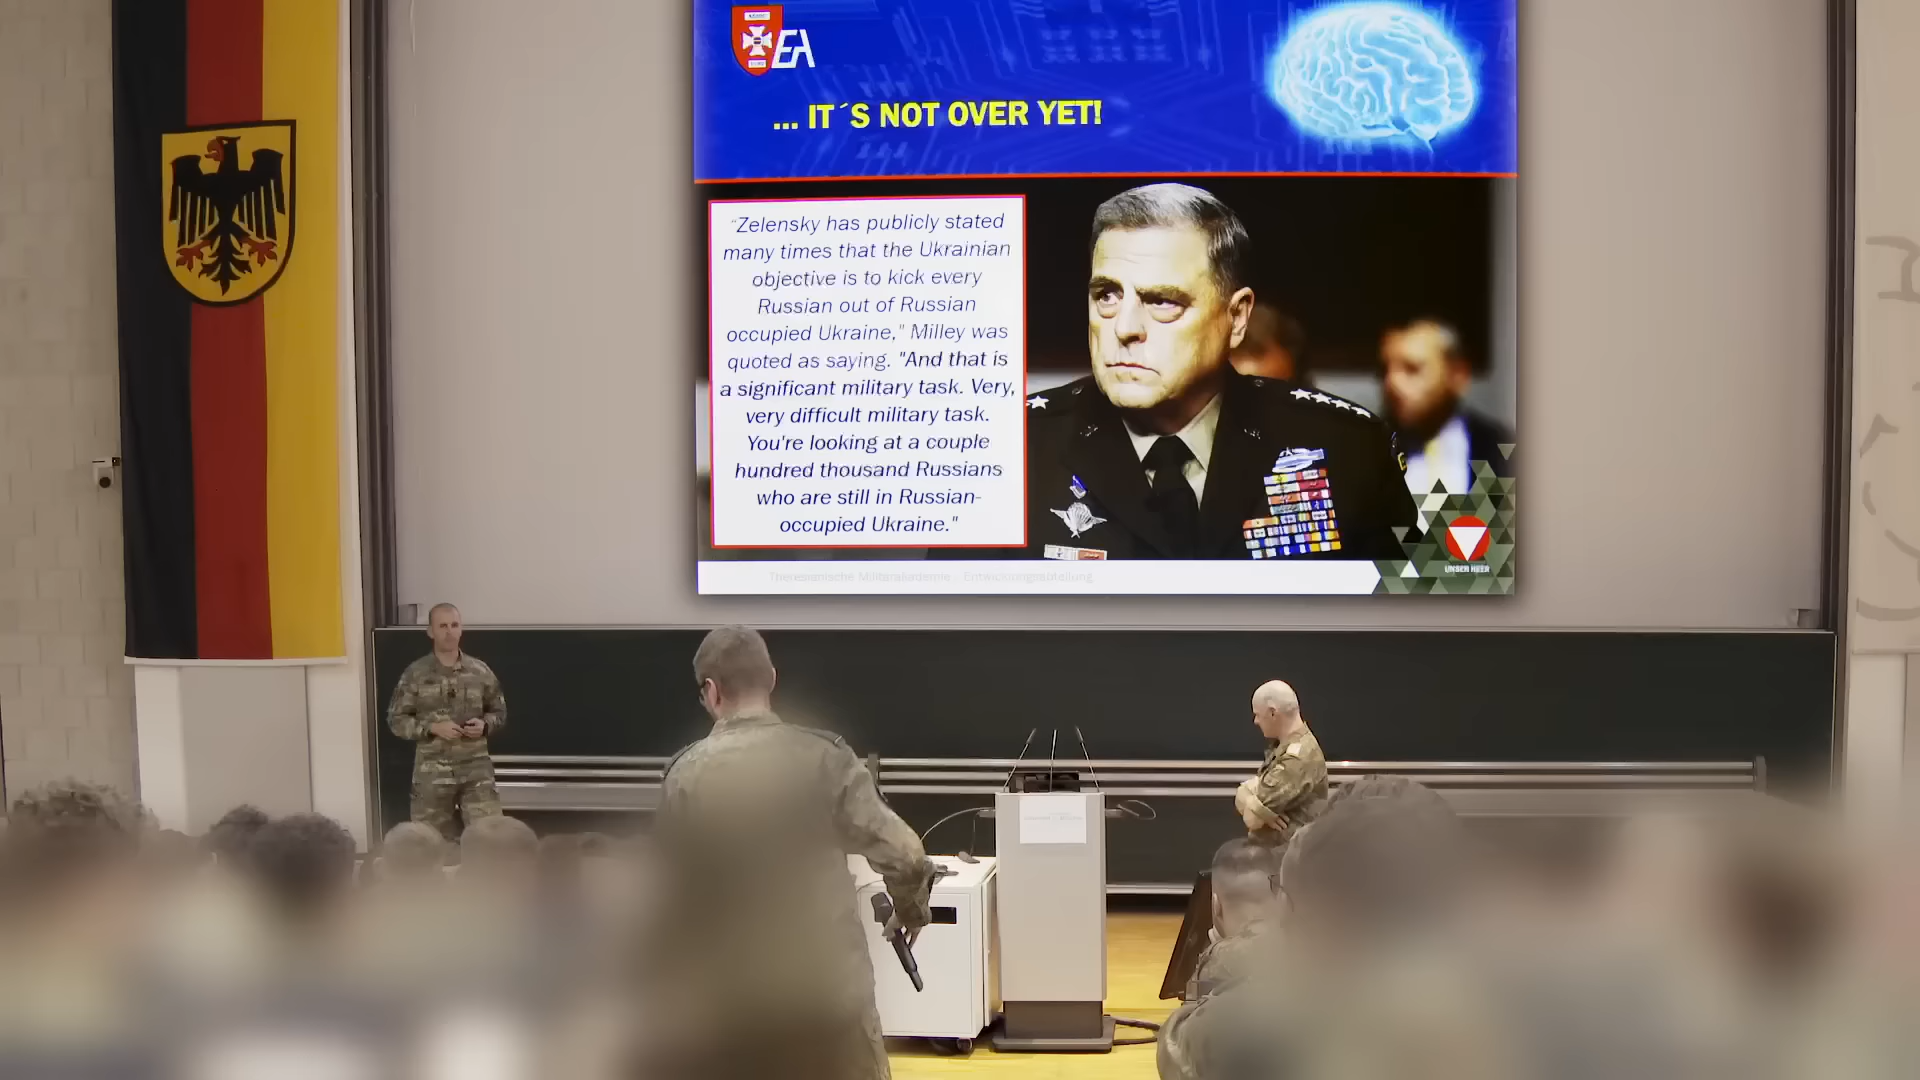 EA
... IT´S NOT OVER YET!
"Zelensky has publicly stated
many times that the Ukrainian
objective is to kick every
Russian out of Russian
occupied Ukraine," Milley was
quoted as saying. "And that is
a significant military task. Very,
very difficult military task.
You're looking at a couple
hundred thousand Russians
who are still in Russian-
occupied Ukraine."
UNSER HEER
Theresianische Militärakademie - Entwicklungsabteilung